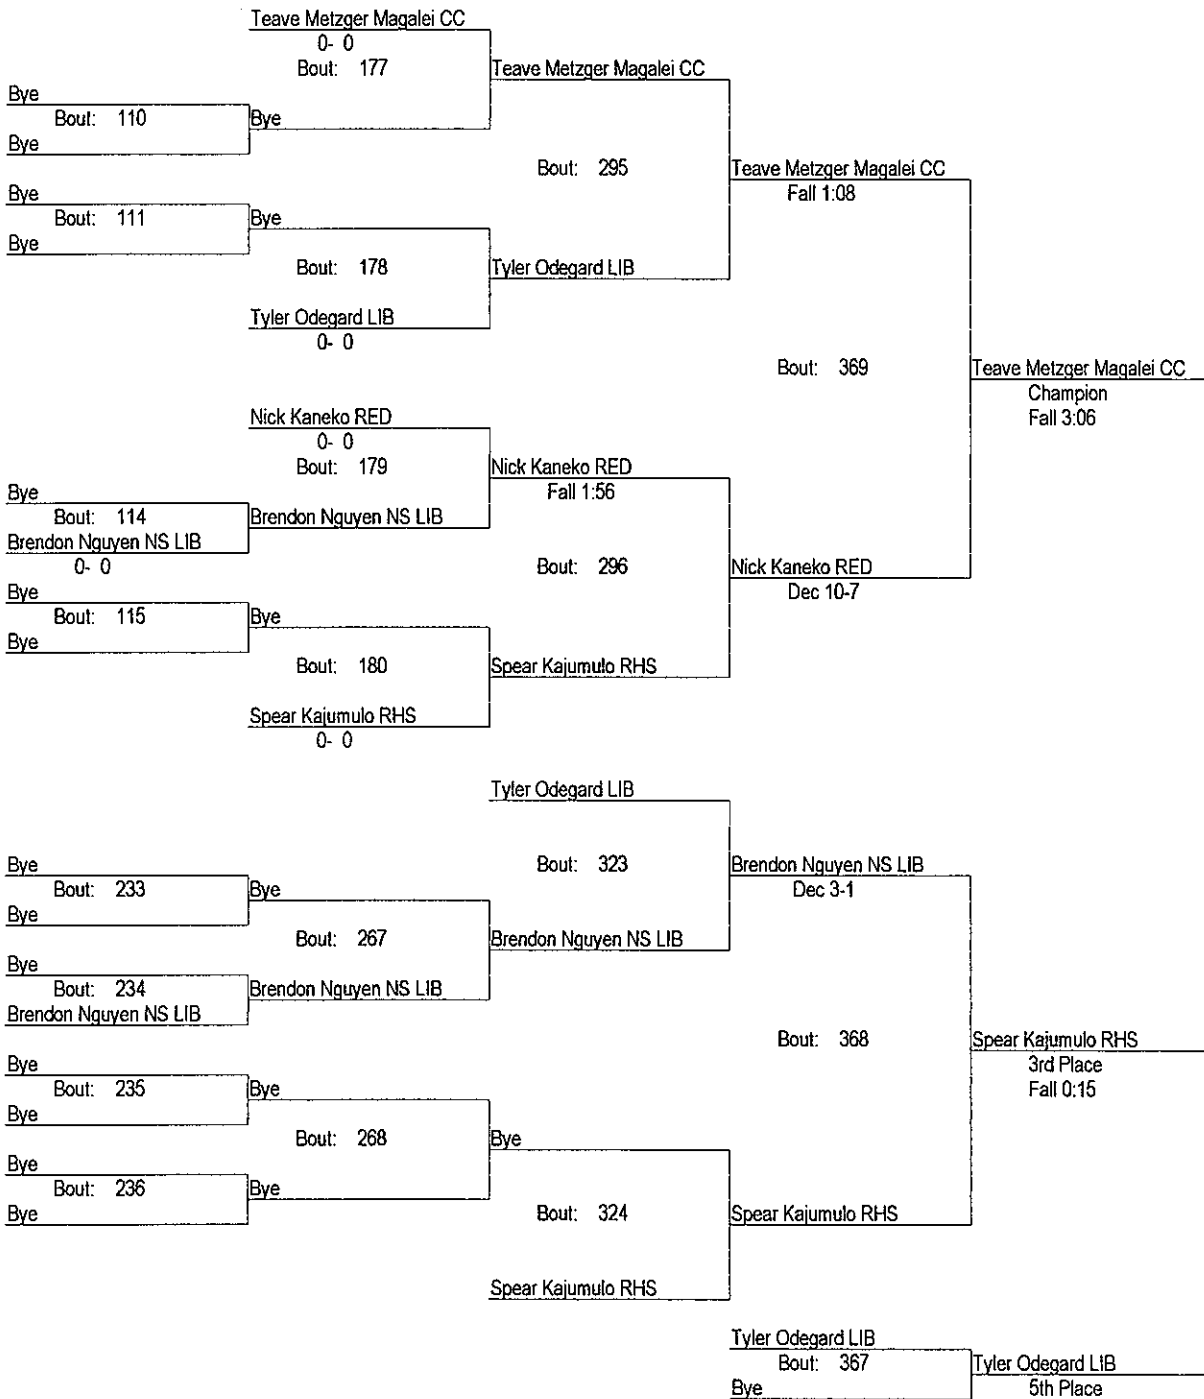 Teave Metzger Magalei CC
0- 0
Bout: 177
Teave Metzger Magalei CC
Bye
Bout: 110
Bye
Bye
Bout: 295
Teave Metzger Magalei CC
Fall 1:08
Bye
Bout: 111
Bye
Bye
Bout: 178
Tyler Odegard LIB
Tyler Odegard LIB
0- 0
Bout: 369
Teave Metzger Magalei CC
Champion
Fall 3:06
Nick Kaneko RED
0- 0
Bout: 179
Nick Kaneko RED
Fall 1:56
Bye
Bout: 114
Brendon Nguyen NS LIB
Brendon Nguyen NS LIB
0- 0
Bout: 296
Nick Kaneko RED
Dec 10-7
Bye
Bout: 115
Bye
Bye
Bout: 180
Spear Kajumulo RHS
Spear Kajumulo RHS
0- 0
Tyler Odegard LIB
Bout: 323
Brendon Nguyen NS LIB
Dec 3-1
Bye
Bout: 233
Bye
Bye
Bout: 267
Brendon Nguyen NS LIB
Bye
Bout: 234
Brendon Nguyen NS LIB
Brendon Nguyen NS LIB
Bout: 368
Spear Kajumulo RHS
3rd Place
Fall 0:15
Bye
Bout: 235
Bye
Bye
Bout: 268
Bye
Bye
Bout: 236
Bye
Bye
Bout: 324
Spear Kajumulo RHS
Spear Kajumulo RHS
Tyler Odegard LIB
Bout: 367
Tyler Odegard LIB
Bye
5th Place